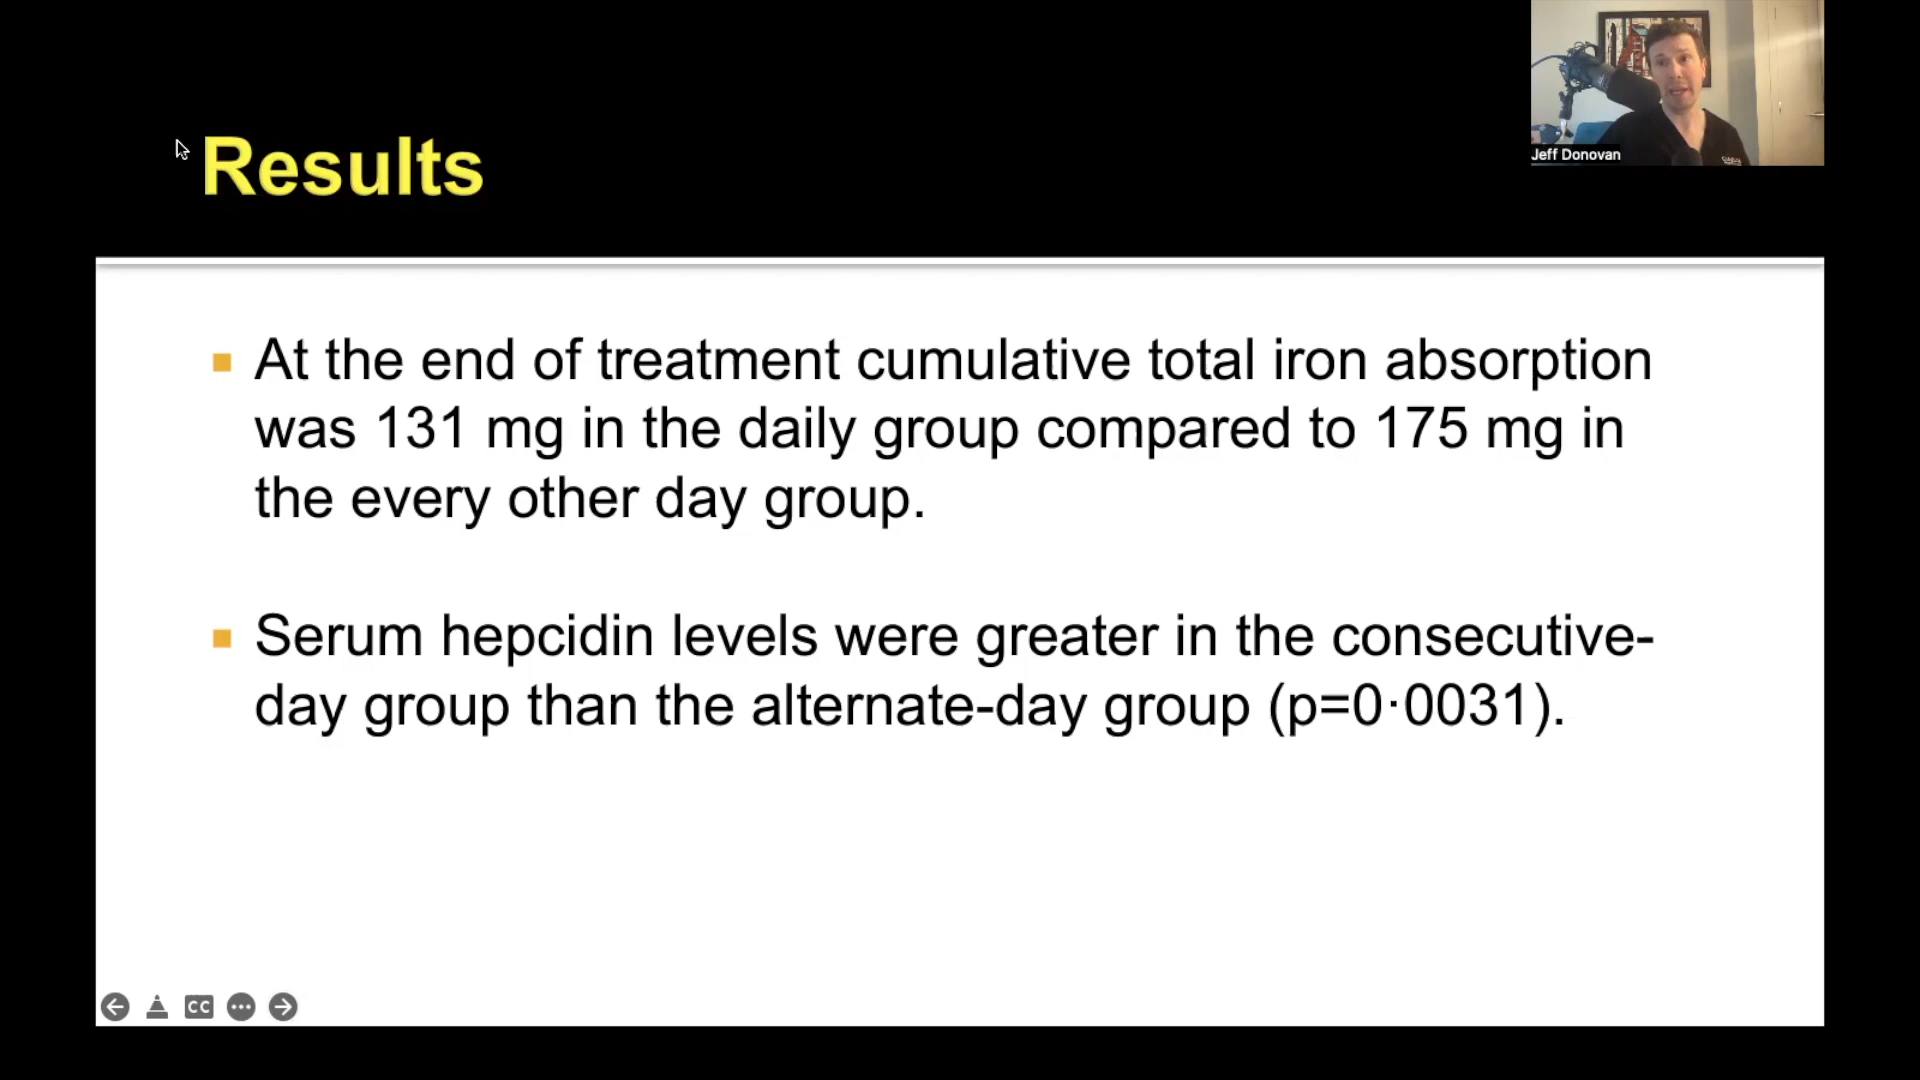 Jeff Donovan
Results
At the end of treatment cumulative total iron absorption
was 131 mg in the daily group compared to 175 mg in
the every other day group.
Serum hepcidin levels were greater in the consecutive-
day group than the alternate-day group (p=0·0031).
CC